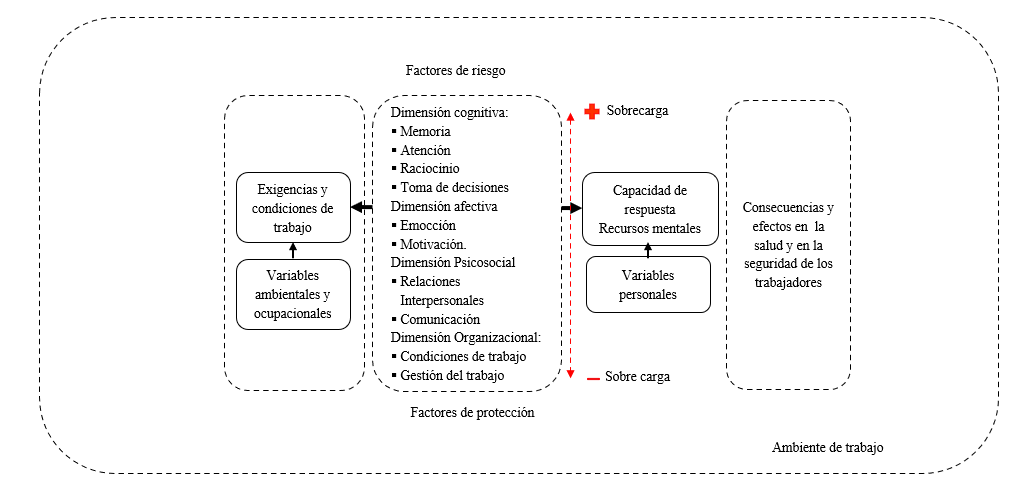 Factores de riesgo
Exigencias y
condiciones de
trabajo
Variables
ambientales y
ocupacionales
Dimensión cognitiva:
▪ Memoria
▪ Atención
▪ Raciocinio
▪ Toma de decisiones
Dimensión afectiva
▪ Emocción
▪ Motivación.
Dimensión Psicosocial
▪ Relaciones
Interpersonales
▪ Comunicación
Dimensión Organizacional:
▪ Condiciones de trabajo
▪ Gestión del trabajo
Factores de protección
+ Sobrecarga
Capacidad de
respuesta
Recursos mentales
Variables
personales
– Sobre carga
Consecuencias y
efectos en la
salud y en la
seguridad de los
trabajadores
Ambiente de trabajo